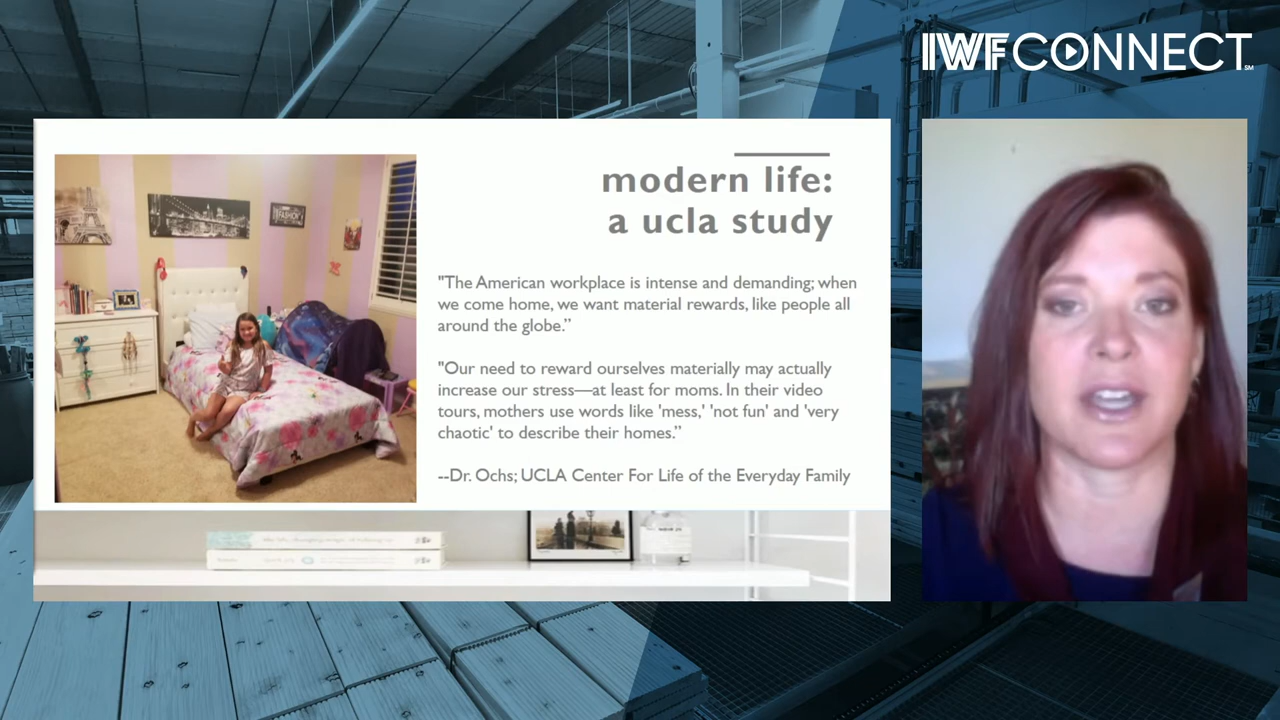 IWFCONNECT
SM
modern life:
a ucla study
"The American workplace is intense and demanding; when
we come home, we want material rewards, like people all
around the globe.”
"Our need to reward ourselves materially may actually
increase our stress—at least for moms. In their video
tours, mothers use words like 'mess,' 'not fun' and 'very
chaotic' to describe their homes.”
--Dr. Ochs; UCLA Center For Life of the Everyday Family
FASHION